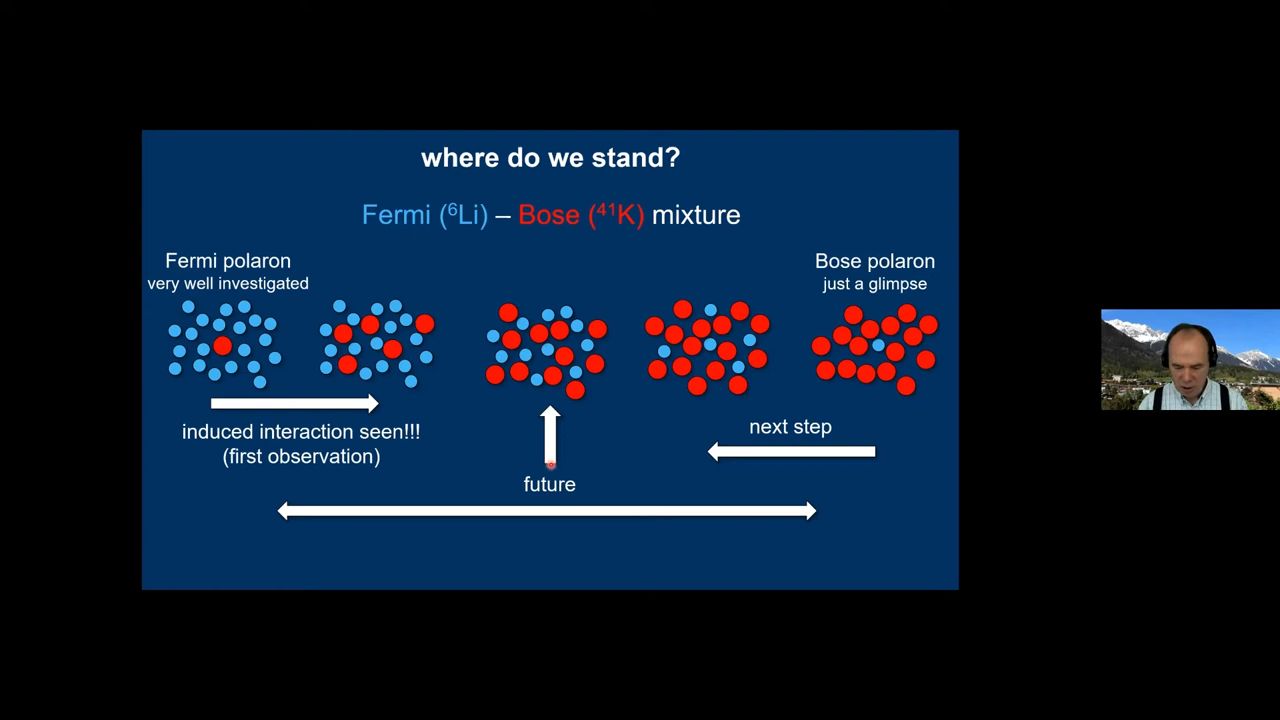 where do we stand?
Fermi (⁶Li) – Bose (⁴¹K) mixture
Fermi polaron
very well investigated
Bose polaron
just a glimpse
induced interaction seen!!!
(first observation)
next step
future